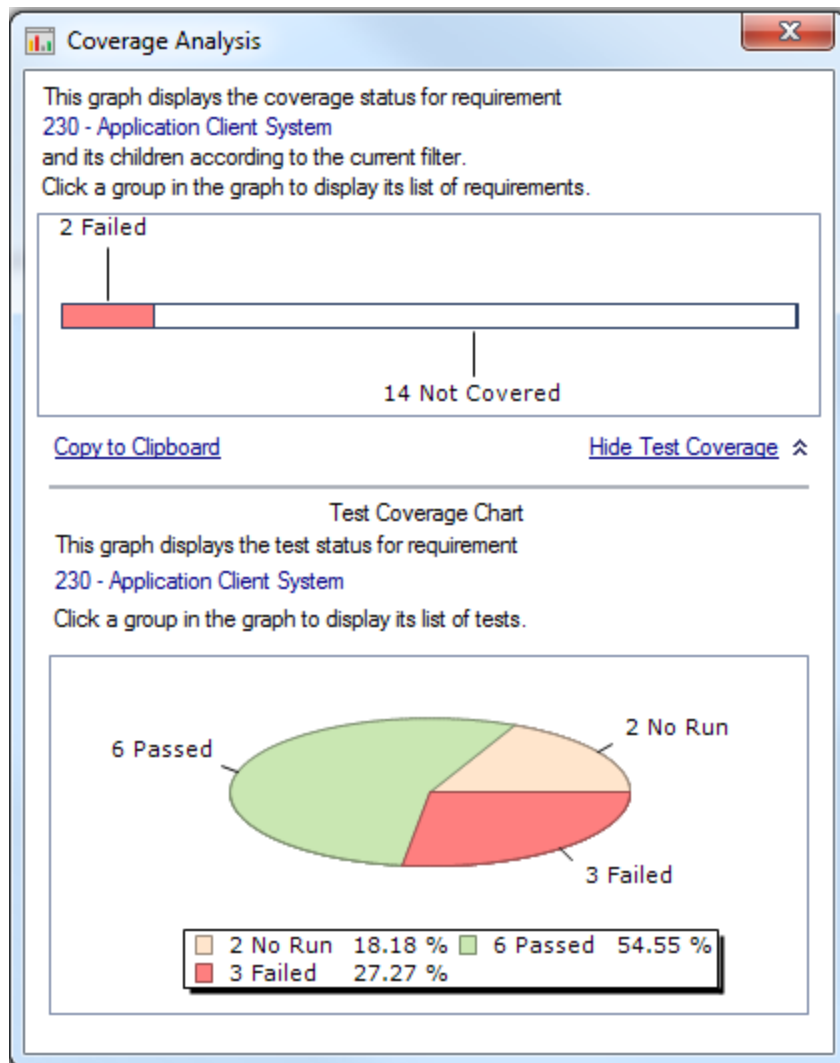 Coverage Analysis
This graph displays the coverage status for requirement
230 - Application Client System
and its children according to the current filter.
Click a group in the graph to display its list of requirements.
2 Failed
14 Not Covered
Copy to Clipboard
Hide Test Coverage
Test Coverage Chart
This graph displays the test status for requirement
230 - Application Client System
Click a group in the graph to display its list of tests.
2 No Run
6 Passed
3 Failed
2 No Run 18.18 % 6 Passed 54.55 %
3 Failed 27.27 %